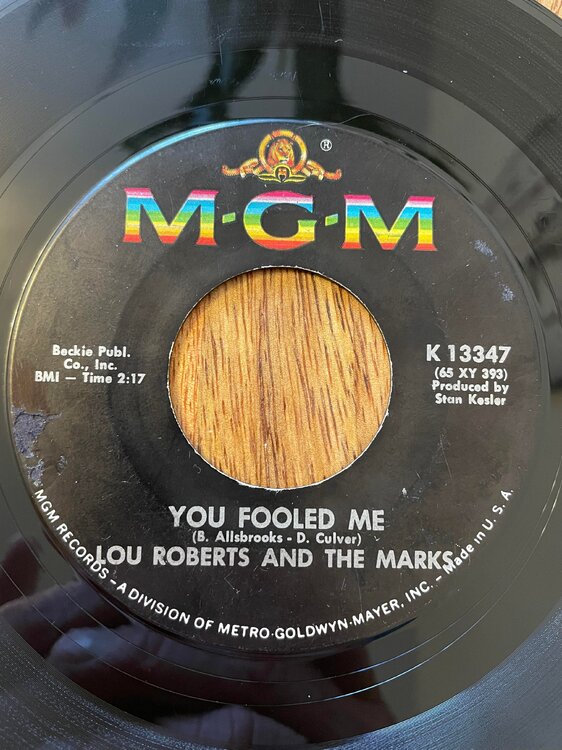 ®
M-G-M
Beckie Publ.
Co., Inc.
BMI — Time 2:17
K 13347
(65 XY 393)
Produced by
Stan Kesler
YOU FOOLED ME
(B. Allsbrooks - D. Culver)
LOU ROBERTS AND THE MARKS
MGM RECORDS – A DIVISION OF METRO-GOLDWYN-MAYER, INC. – Made in U. S. A.